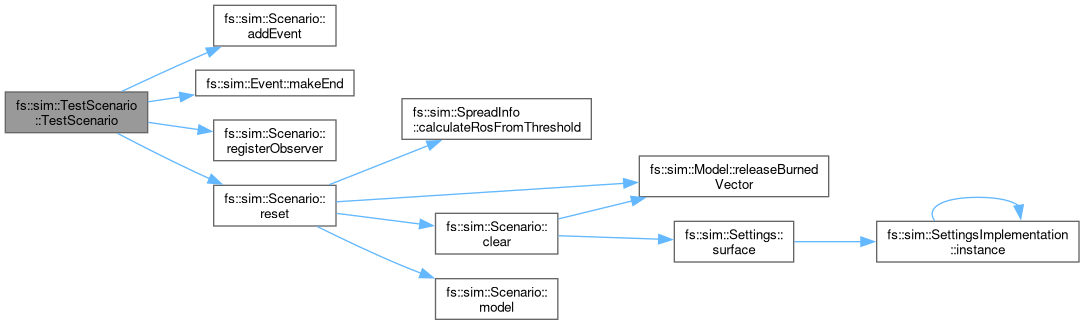 fs::sim::TestScenario
::TestScenario
fs::sim::Scenario::
addEvent
fs::sim::Event::makeEnd
fs::sim::Scenario::
registerObserver
fs::sim::Scenario::
reset
fs::sim::SpreadInfo
::calculateRosFromThreshold
fs::sim::Model::releaseBurned
Vector
fs::sim::Scenario::
clear
fs::sim::Settings::
surface
fs::sim::SettingsImplementation
::instance
fs::sim::Scenario::
model